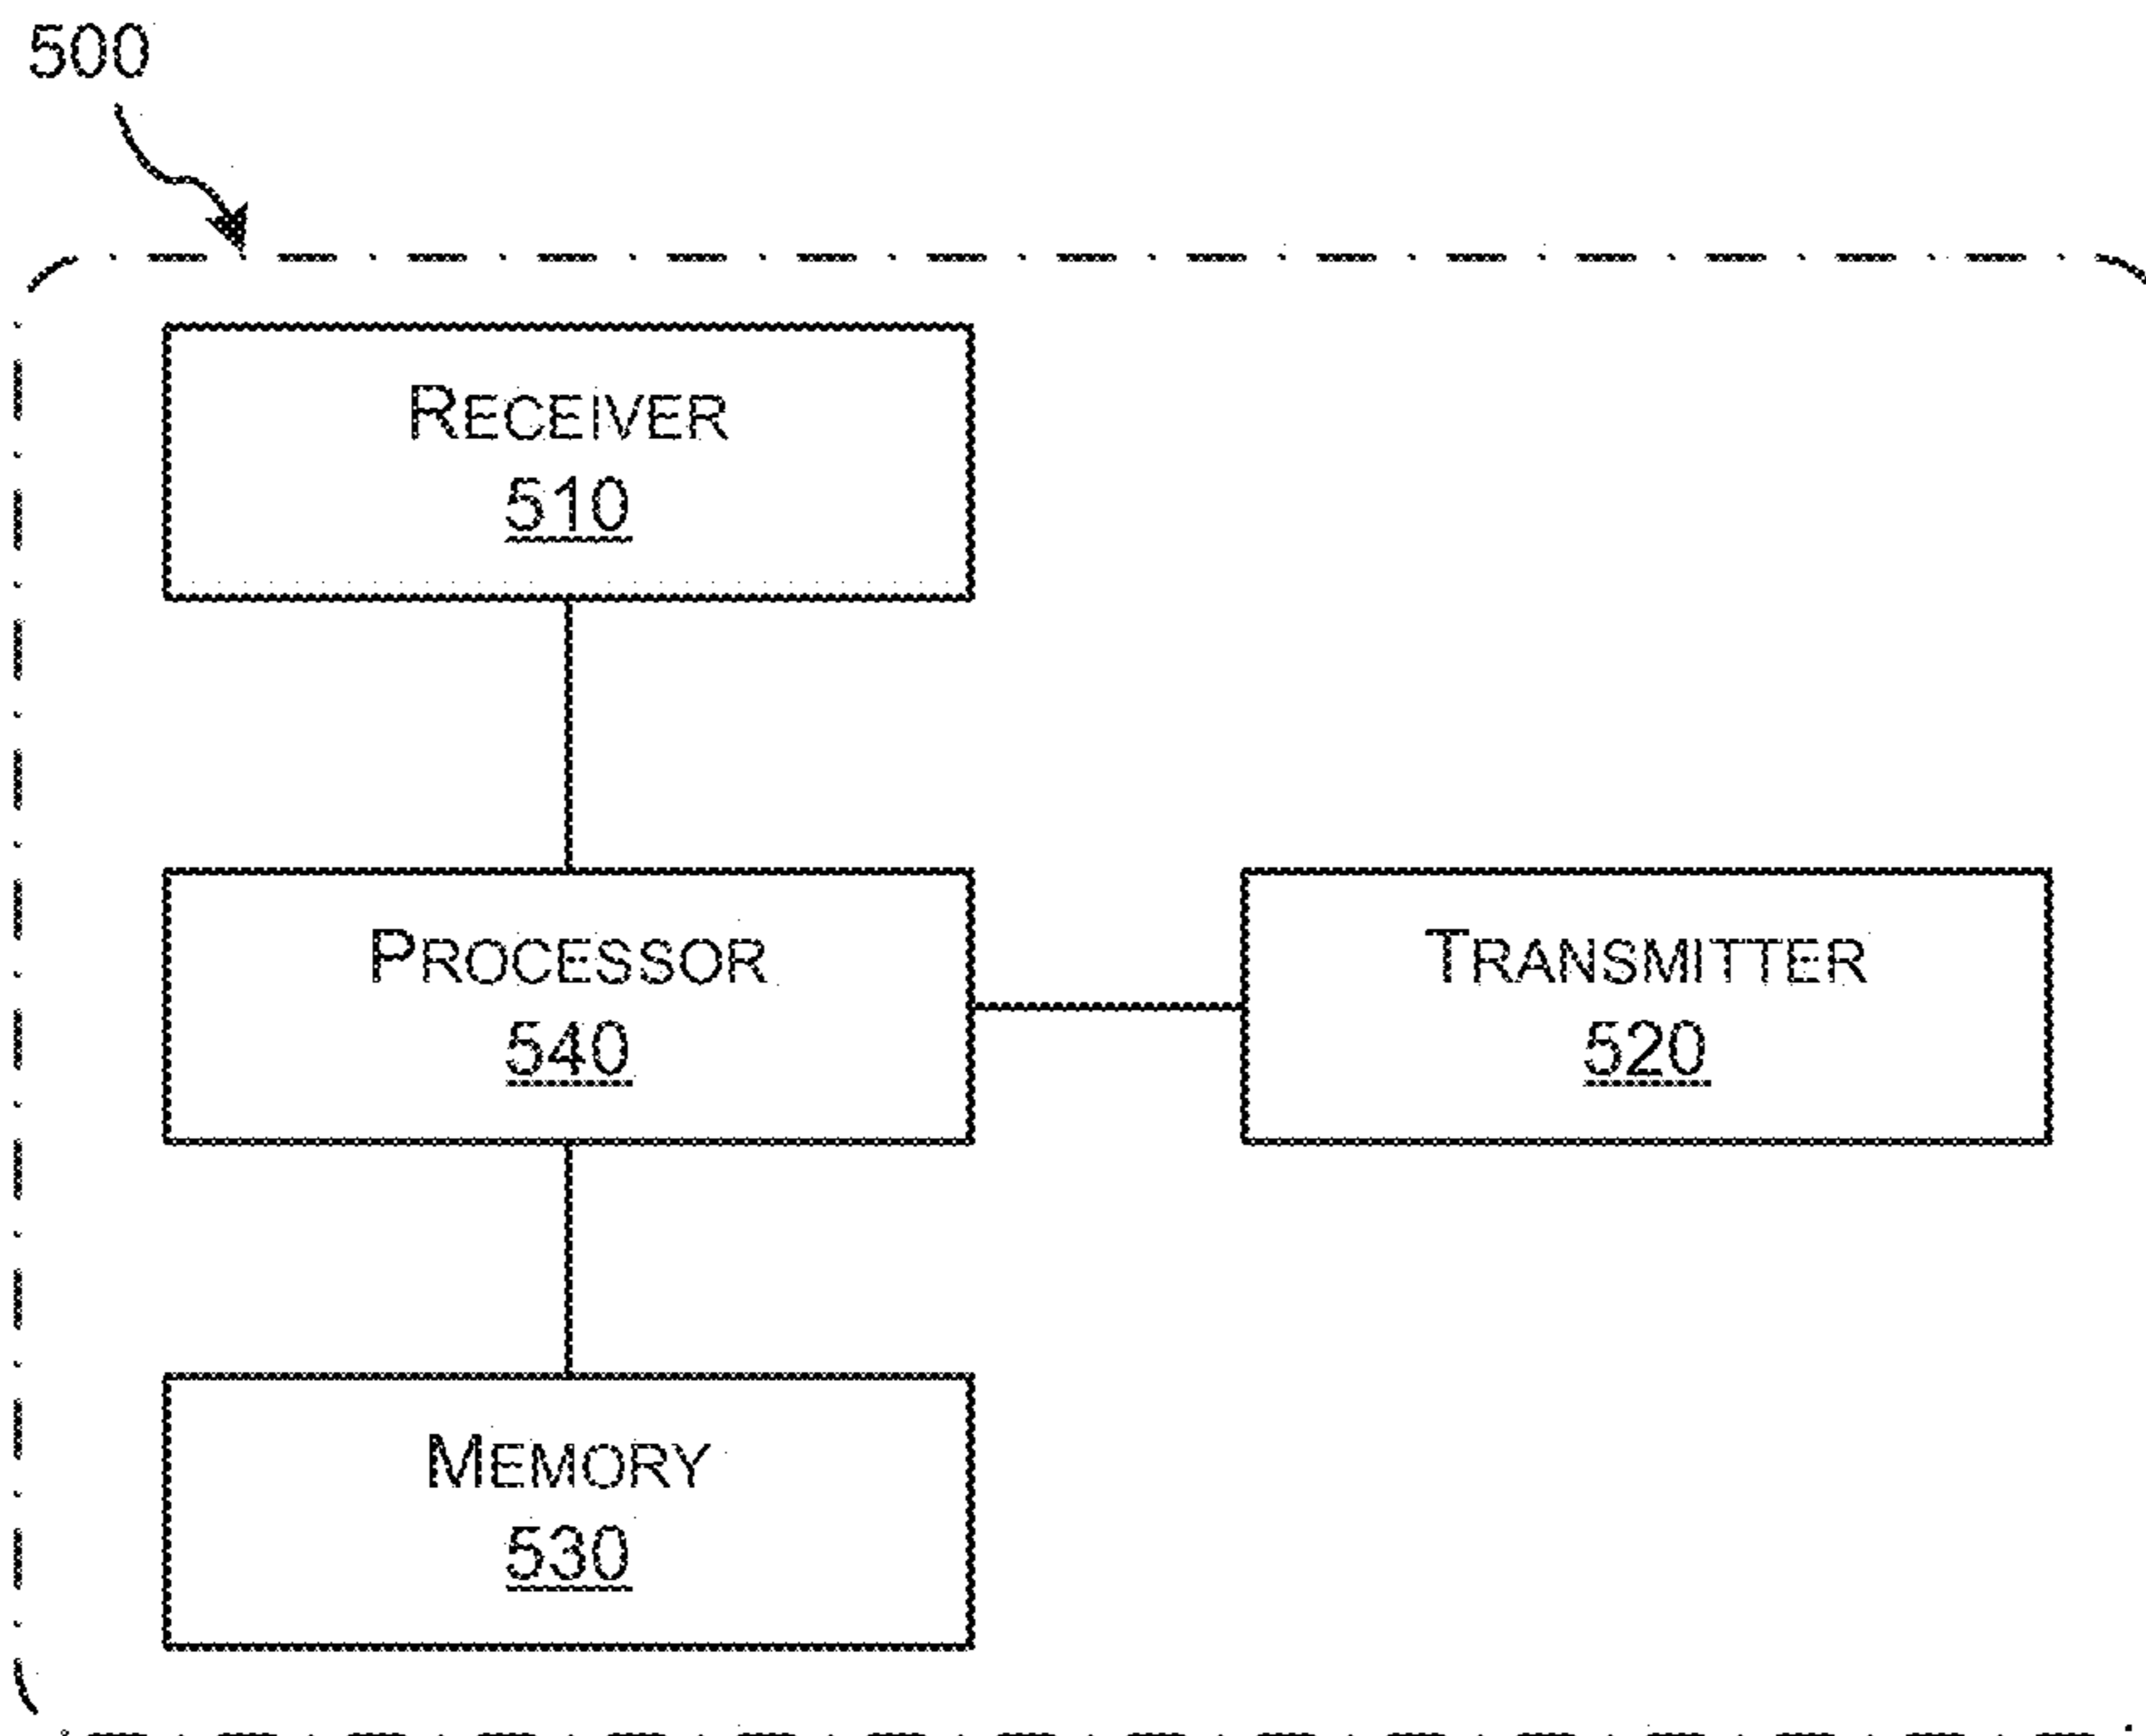 500
RECEIVER
510
PROCESSOR
540
TRANSMITTER
520
MEMORY
530